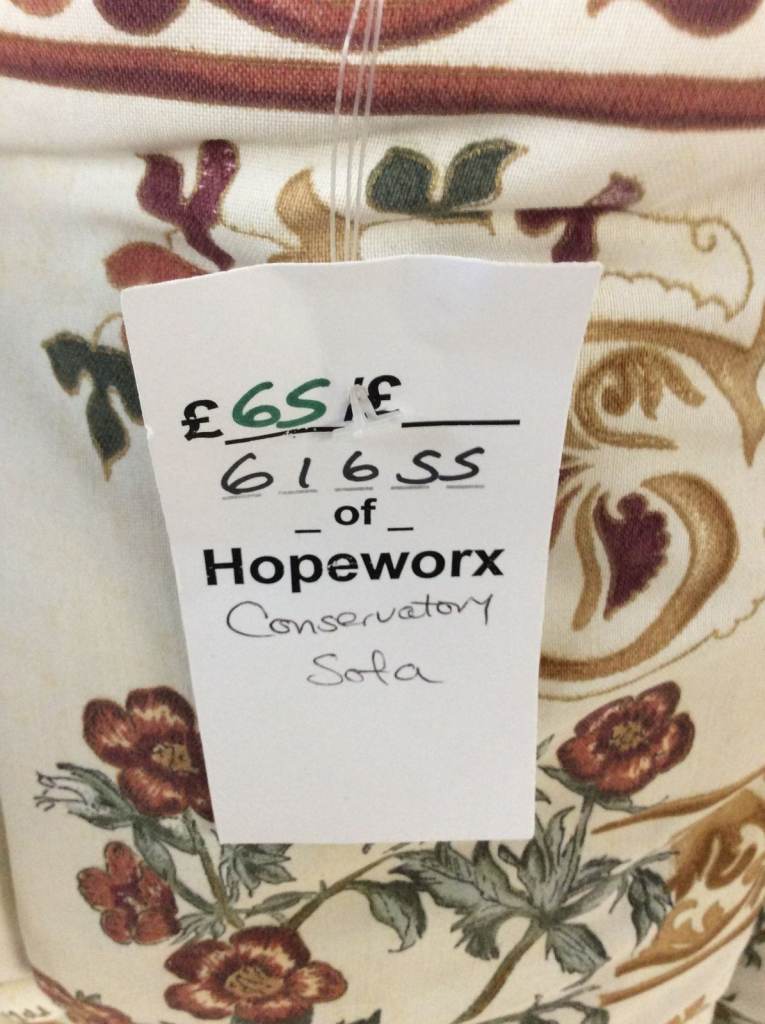 £65/£
61655
_ of _
Hopeworx
Conservatory
Sofa